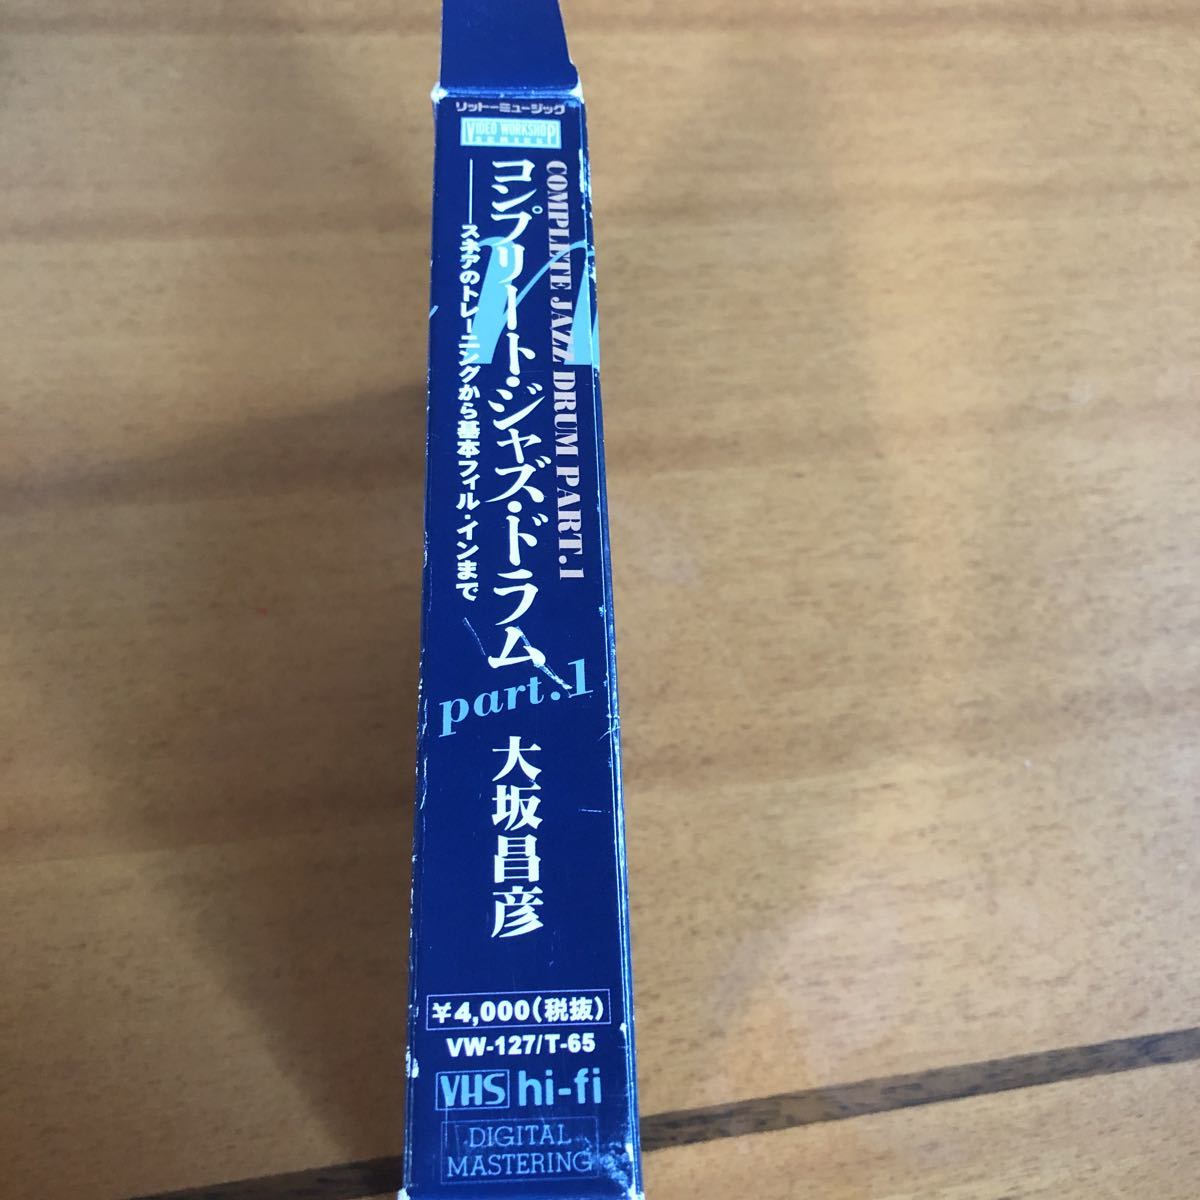 リットーミュージック
VIDEO WORKSHOP
SERIES
COMPLETE JAZZ DRUM PART.1
コンプリート・ジャズ・ドラム
part.1
――スネアのトレーニングから基本フィル・インまで
大坂昌彦
¥4,000(税抜)
VW-127/T-65
VHS hi-fi
DIGITAL
MASTERING